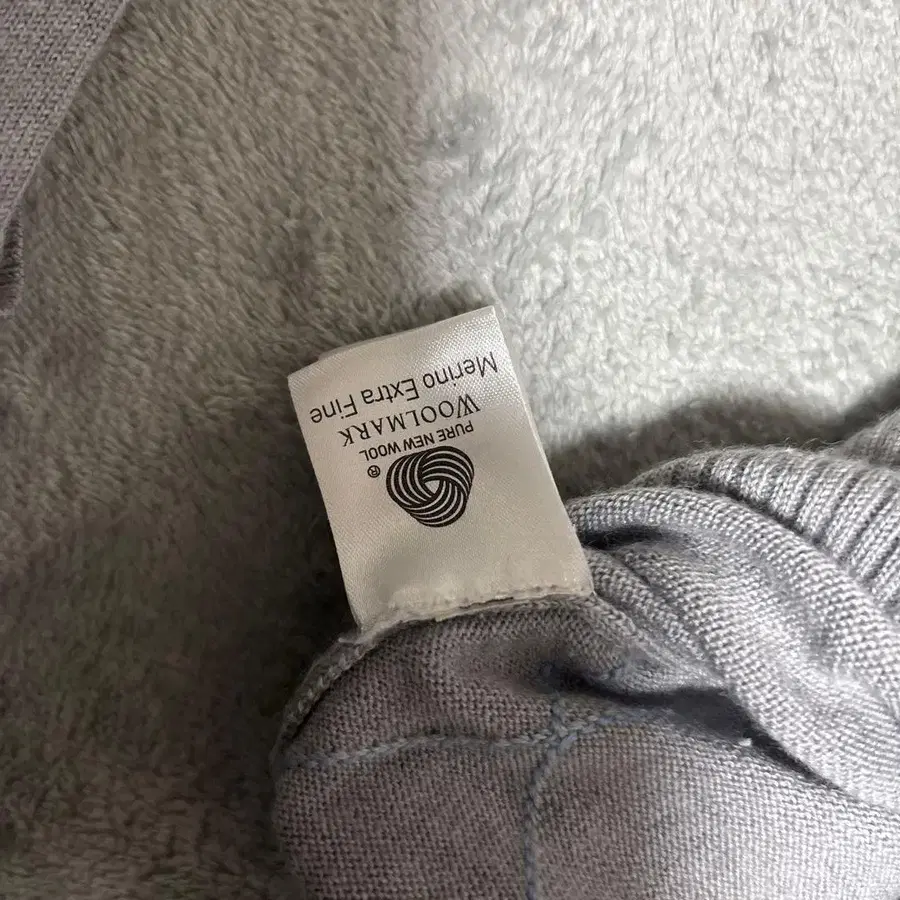 ®
PURE NEW WOOL
WOOLMARK
Merino Extra Fine